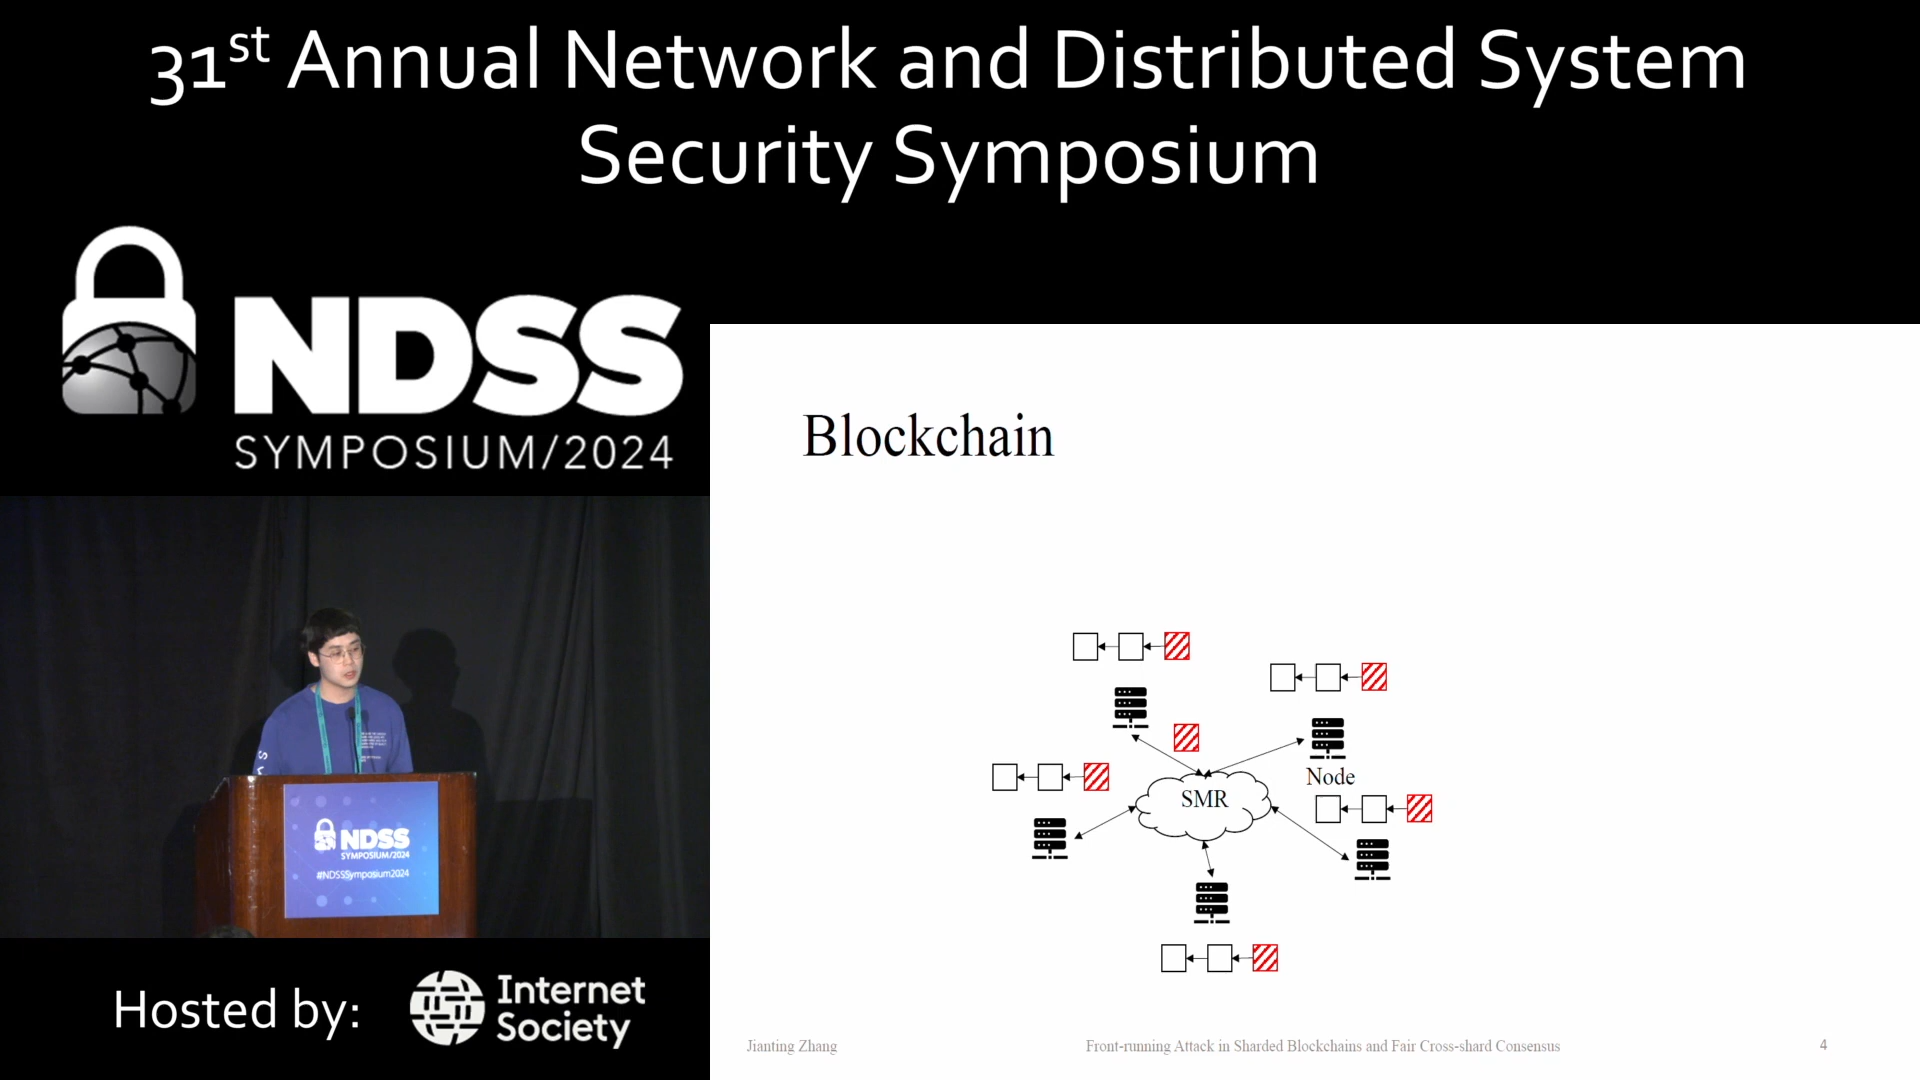 31st Annual Network and Distributed System
Security Symposium
NDSS
SYMPOSIUM/2024
Blockchain
SMR
Node
NDSS
SYMPOSIUM/2024
#NDSSSymposium2024
Hosted by:
Internet
Society
Jianting Zhang
Front-running Attack in Sharded Blockchains and Fair Cross-shard Consensus
4